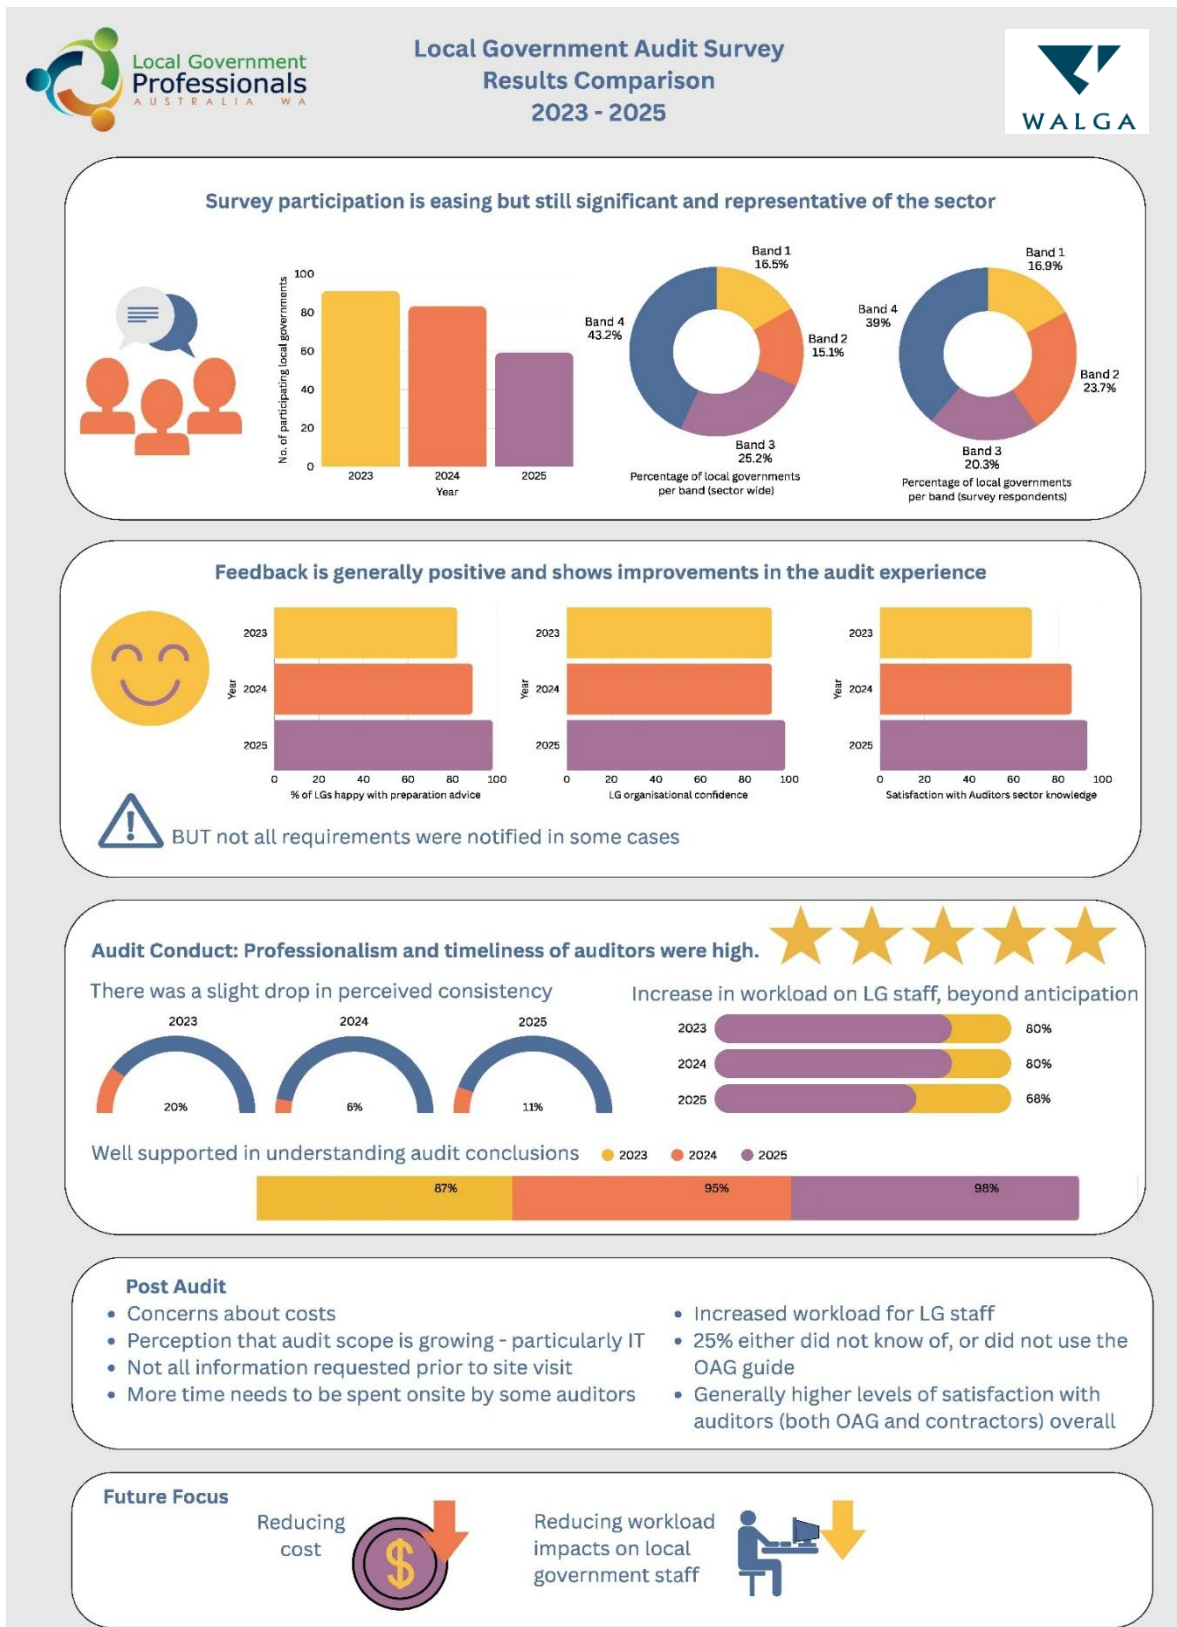 Local Government
Professionals
AUSTRALIA WA
Local Government Audit Survey
Results Comparison
2023 - 2025
WALGA
Survey participation is easing but still significant and representative of the sector
No. of participating local governments
100
80
60
40
20
0
2023
2024
2025
Year
Band 1
16.5%
Band 2
15.1%
Band 3
25.2%
Band 4
43.2%
Percentage of local governments
per band (sector wide)
Band 1
16.9%
Band 2
23.7%
Band 3
20.3%
Band 4
39%
Percentage of local governments
per band (survey respondents)
Feedback is generally positive and shows improvements in the audit experience
Year
2023
2024
2025
0 20 40 60 80 100
% of LGs happy with preparation advice
Year
2023
2024
2025
0 20 40 60 80 100
LG organisational confidence
Year
2023
2024
2025
0 20 40 60 80 100
Satisfaction with Auditors sector knowledge
BUT not all requirements were notified in some cases
Audit Conduct: Professionalism and timeliness of auditors were high.
There was a slight drop in perceived consistency
2023
20%
2024
6%
2025
11%
Increase in workload on LG staff, beyond anticipation
2023 80%
2024 80%
2025 68%
Well supported in understanding audit conclusions
2023 2024 2025
87% 95% 98%
Post Audit
• Concerns about costs
• Perception that audit scope is growing - particularly IT
• Not all information requested prior to site visit
• More time needs to be spent onsite by some auditors
• Increased workload for LG staff
• 25% either did not know of, or did not use the
OAG guide
• Generally higher levels of satisfaction with
auditors (both OAG and contractors) overall
Future Focus
Reducing
cost
$
Reducing workload
impacts on local
government staff